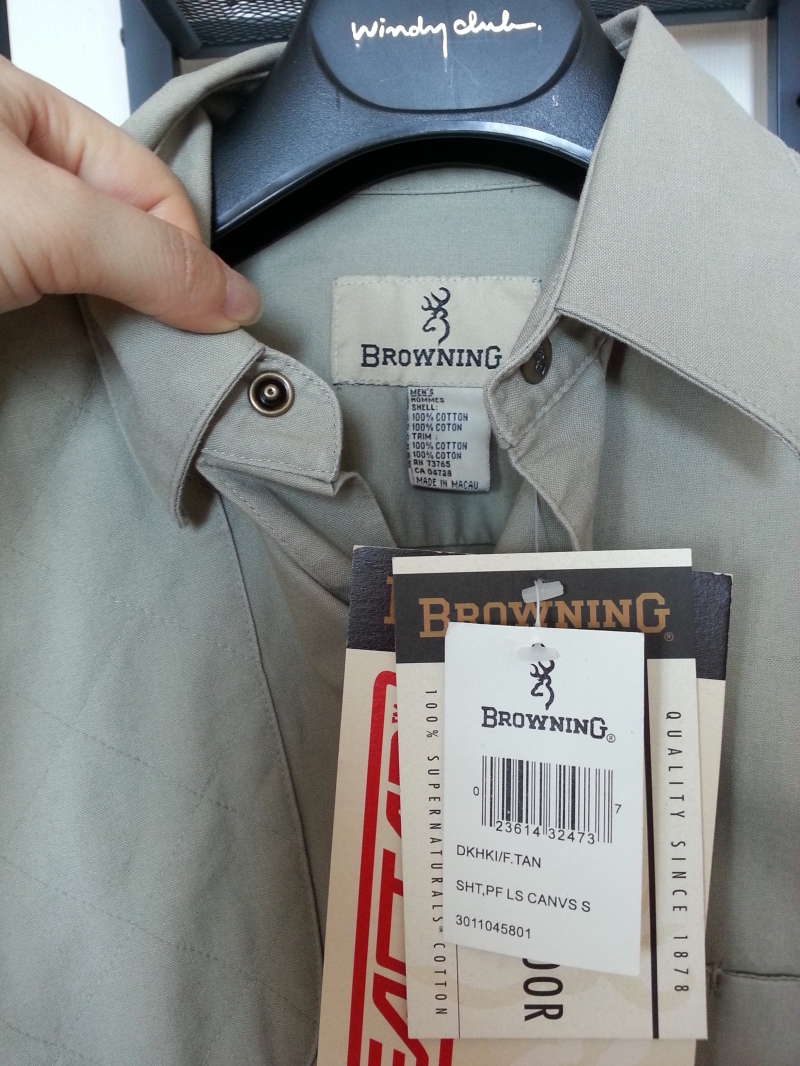 windy club.
BROWNING
MEN'S
HOMMES
SHELL:
100% COTTON
100% COTON
TRIM :
100% COTTON
100% COTON
RN 73765
CA 04728
MADE IN MACAU
BROWNING®
100% SUPERNATURALS™ COTTON
QUALITY SINCE 1878
BROWNING®
0 23614 32473 7
DKHKI/F.TAN
SHT,PF LS CANVS S
3011045801